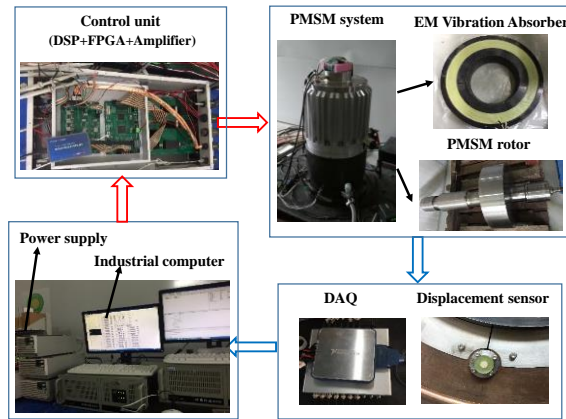 Control unit
(DSP+FPGA+Amplifier)
PMSM system
EM Vibration Absorber
PMSM rotor
Power supply
Industrial computer
DAQ
Displacement sensor